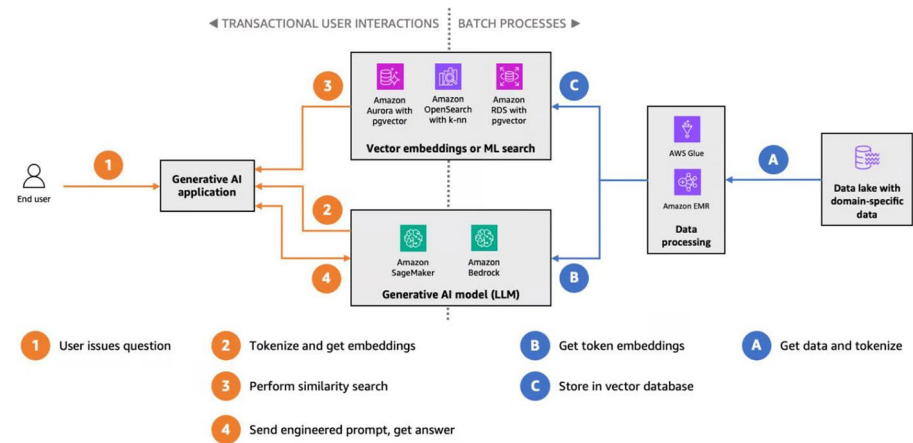 ◄ TRANSACTIONAL USER INTERACTIONS
BATCH PROCESSES ►
3
Amazon
Aurora with
pgvector
Amazon
OpenSearch
with k-nn
Amazon
RDS with
pgvector
Vector embeddings or ML search
C
1
End user
Generative AI
application
2
4
Amazon
SageMaker
Amazon
Bedrock
Generative AI model (LLM)
B
AWS Glue
Amazon EMR
Data
processing
A
Data lake with
domain-specific
data
1 User issues question
2 Tokenize and get embeddings
B Get token embeddings
A Get data and tokenize
3 Perform similarity search
C Store in vector database
4 Send engineered prompt, get answer